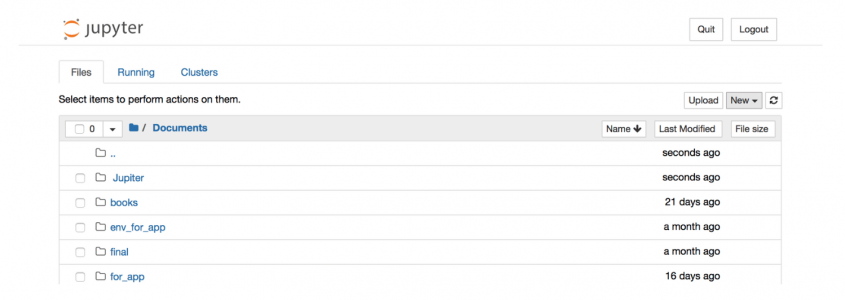 jupyter
Quit Logout
Files Running Clusters
Select items to perform actions on them.
Upload New
0 / Documents Name Last Modified File size
.. seconds ago
Jupiter seconds ago
books 21 days ago
env_for_app a month ago
final a month ago
for_app 16 days ago